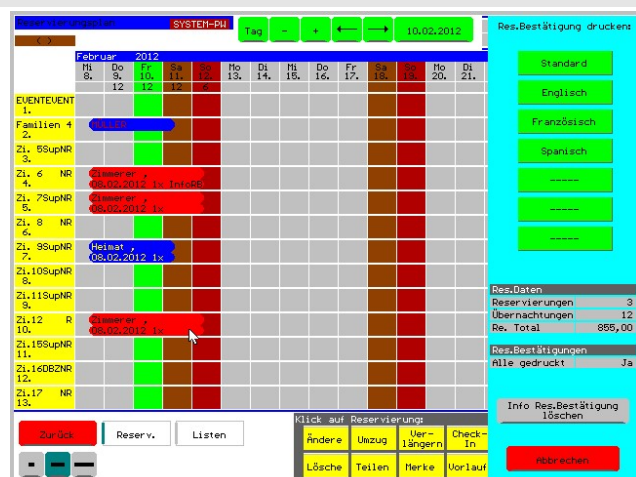 Reservierungsplan
SYSTEM-PW
Tag - + 10.02.2012
( )
Februar 2012
Mi Do Fr Sa So Mo Di Mi Do Fr Sa So Mo Di
8. 9. 10. 11. 12. 13. 14. 15. 16. 17. 18. 19. 20. 21.
12 12 12 6
EVENTEVENT
1.
Familien 4
2.
Zi. 5SupNR
3.
Zi. 6 NR
4.
Zimmerer ,
08.02.2012 1x InfoRE
Zi. 7SupNR
5.
Zimmerer ,
08.02.2012 1x
Zi. 8 NR
6.
Zi. 9SupNR
7.
Heimat ,
08.02.2012 1x
Zi.10SupNR
8.
Zi.11SupNR
9.
Zi.12 R
10.
Zimmerer ,
08.02.2012 1x
Zi.15SupNR
11.
Zi.16DBZNR
12.
Zi.17 NR
13.
Zurück
Reserv.
Listen
Klick auf Reservierung:
Ändere Umzug Ver-längern Check-In
Lösche Teilen Merke Vorlauf
Res.Bestätigung drucken:
Standard
Englisch
Französisch
Spanisch
-----
-----
-----
Res.Daten
Reservierungen 3
Übernachtungen 12
Re. Total 855,00
Res.Bestätigungen
Alle gedruckt Ja
Info Res.Bestätigung
löschen
Abbrechen